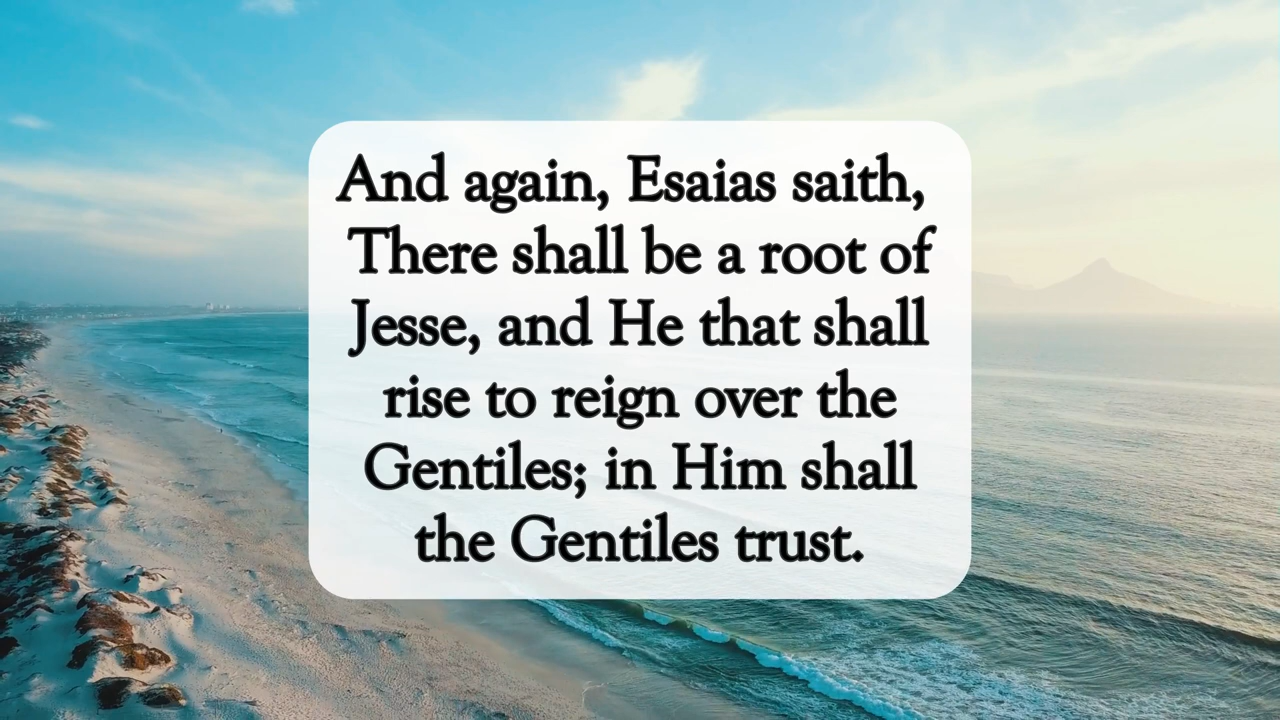 And again, Esaias saith,
There shall be a root of
Jesse, and He that shall
rise to reign over the
Gentiles; in Him shall
the Gentiles trust.